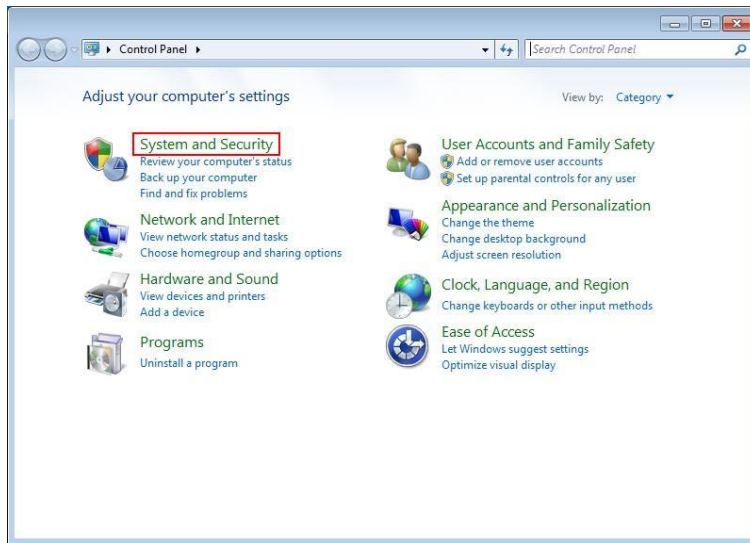 Control Panel
Search Control Panel
Adjust your computer's settings
View by: Category
System and Security
Review your computer's status
Back up your computer
Find and fix problems
Network and Internet
View network status and tasks
Choose homegroup and sharing options
Hardware and Sound
View devices and printers
Add a device
Programs
Uninstall a program
User Accounts and Family Safety
Add or remove user accounts
Set up parental controls for any user
Appearance and Personalization
Change the theme
Change desktop background
Adjust screen resolution
Clock, Language, and Region
Change keyboards or other input methods
Ease of Access
Let Windows suggest settings
Optimize visual display